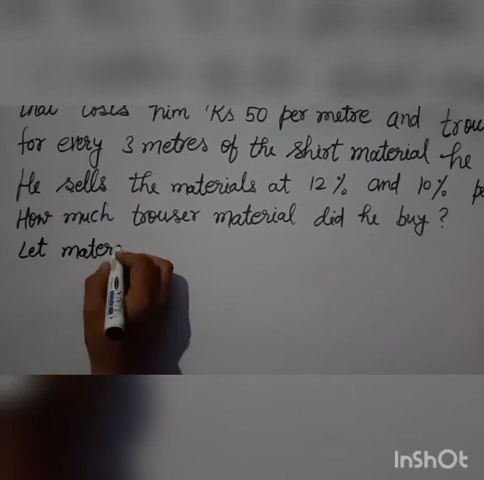 him Rs 50 per metre and
for every 3 metres of the shirt material he
He sells the materials at 12% and 10%
How much trouser material did he buy?
Let mater
InShOt